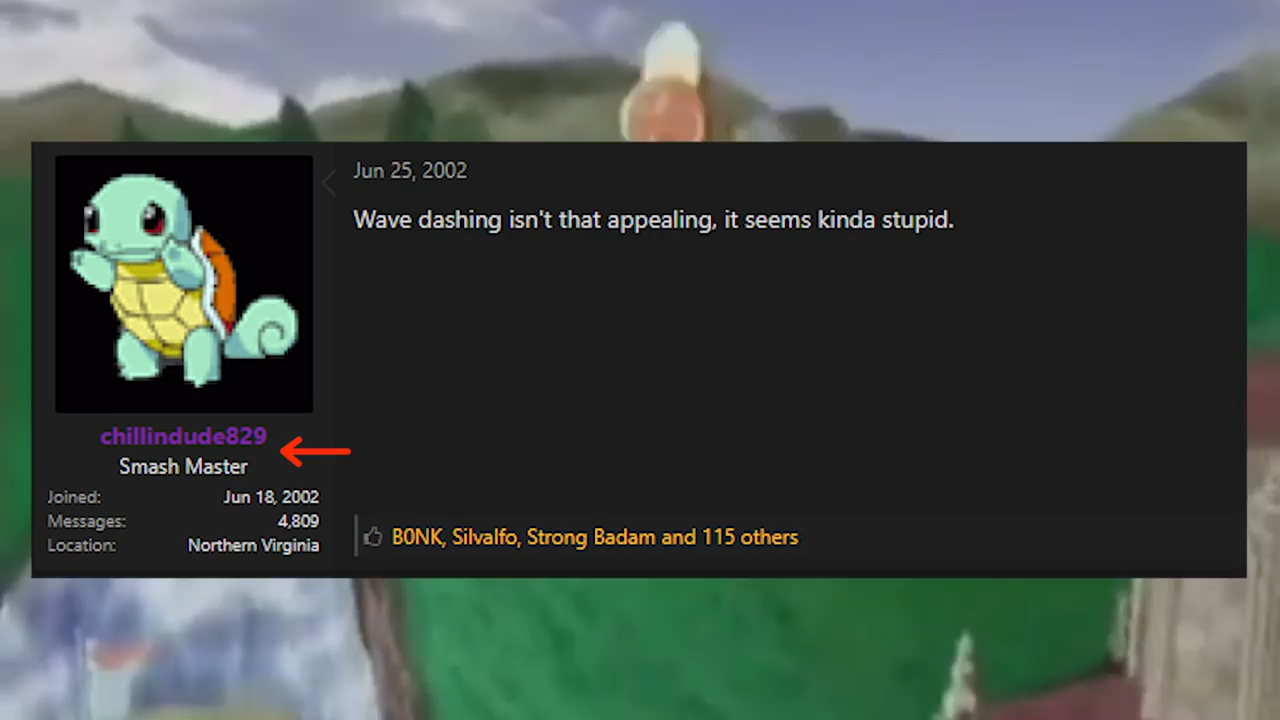 Jun 25, 2002
Wave dashing isn't that appealing, it seems kinda stupid.
chillindude829
Smash Master
Joined: Jun 18, 2002
Messages: 4,809
Location: Northern Virginia
B0NK, Silvalfo, Strong Badam and 115 others